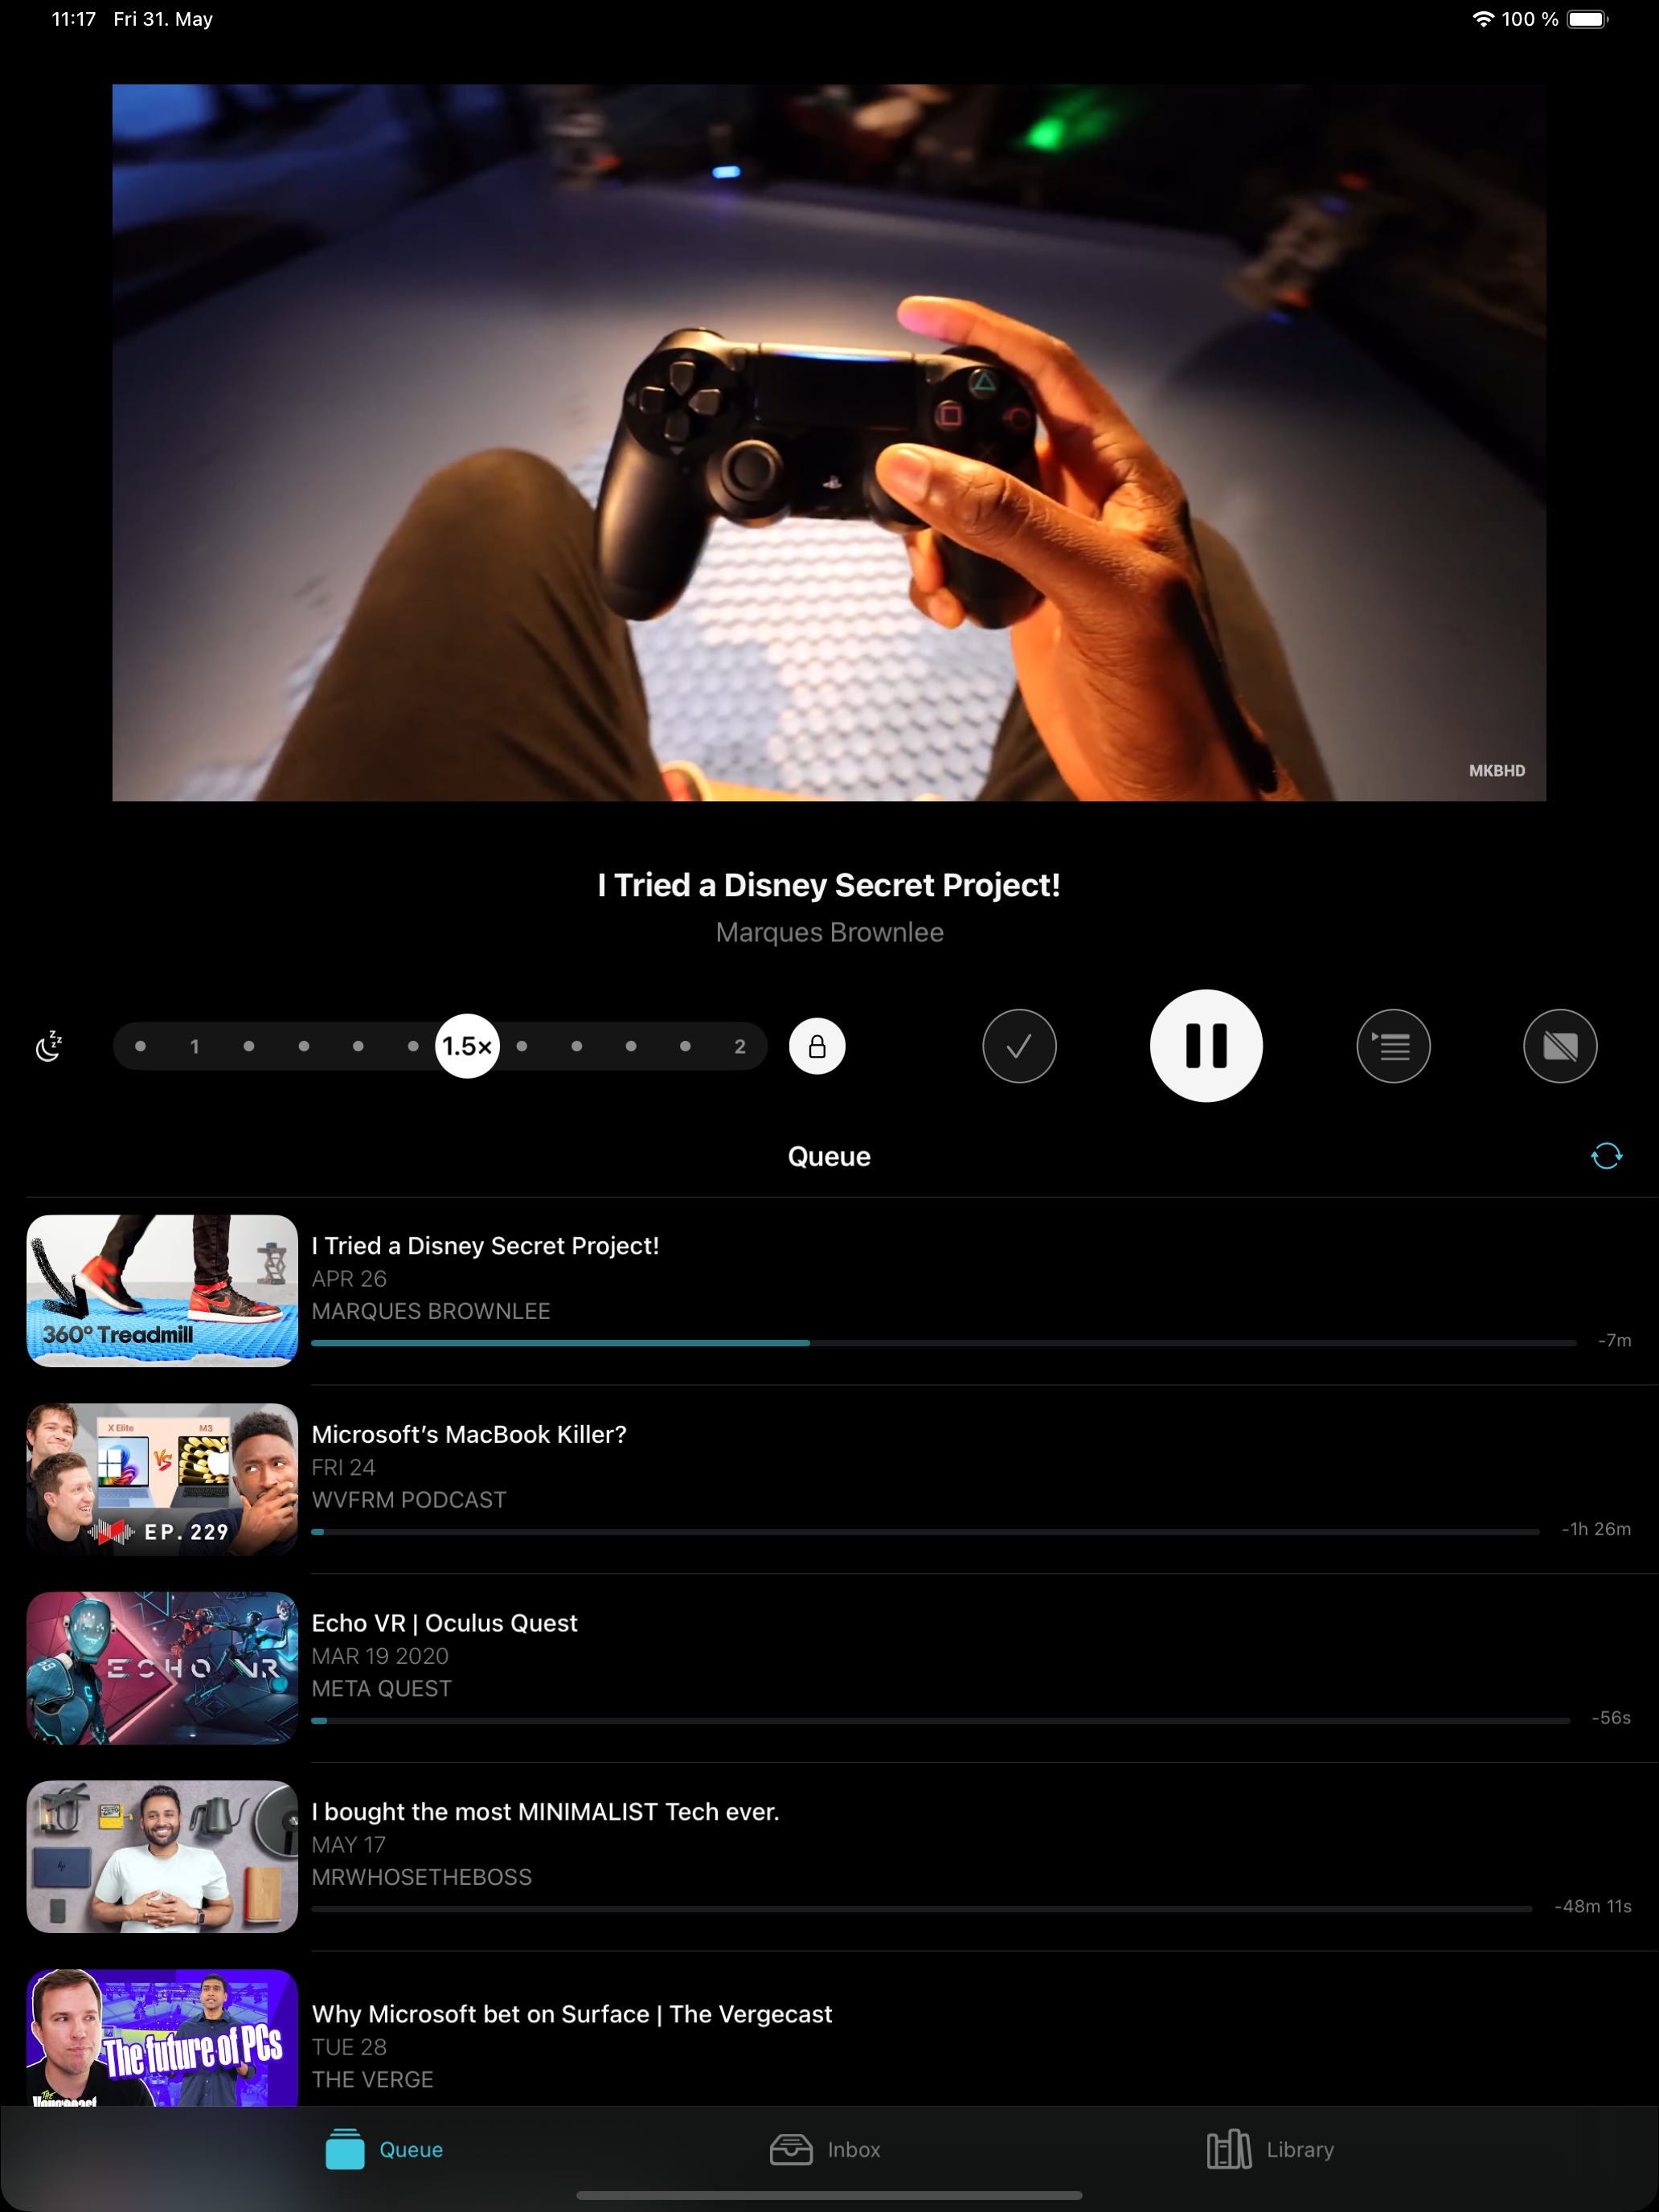 11:17 Fri 31. May
100 %
MKBHD
I Tried a Disney Secret Project!
Marques Brownlee
z z z
1 1.5× 2
Queue
360° Treadmill
I Tried a Disney Secret Project!
APR 26
MARQUES BROWNLEE
-7m
X Elite M3
VS
EP. 229
Microsoft’s MacBook Killer?
FRI 24
WVFRM PODCAST
-1h 26m
ECHO VR
Echo VR | Oculus Quest
MAR 19 2020
META QUEST
-56s
hp
I bought the most MINIMALIST Tech ever.
MAY 17
MRWHOSETHEBOSS
-48m 11s
The future of PCs
THE
Vergecast
Why Microsoft bet on Surface | The Vergecast
TUE 28
THE VERGE
Queue
Inbox
Library